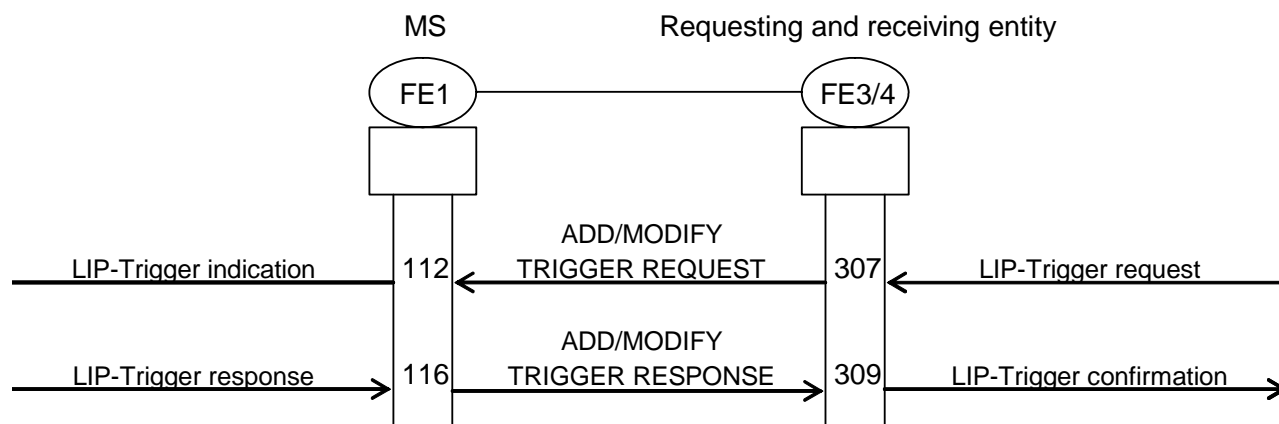 MS
Requesting and receiving entity
FE1
FE3/4
ADD/MODIFY
LIP-Trigger indication
112
TRIGGER REQUEST
307
LIP-Trigger request
ADD/MODIFY
LIP-Trigger response
116
TRIGGER RESPONSE
309
LIP-Trigger confirmation